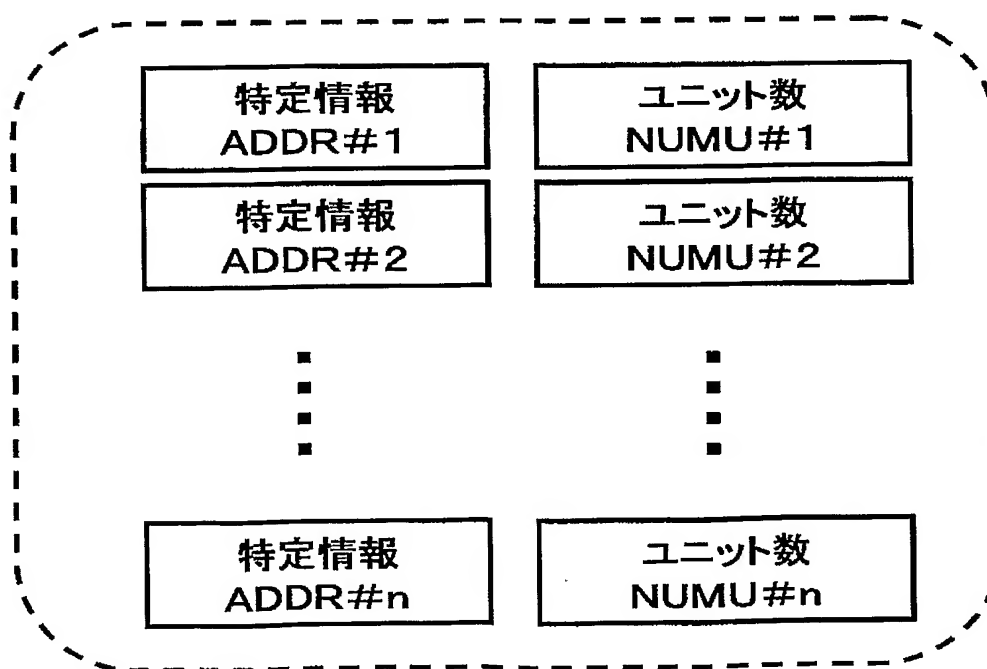 特定情報
ADDR#1
ユニット数
NUMU#1
特定情報
ADDR#2
ユニット数
NUMU#2
特定情報
ADDR#n
ユニット数
NUMU#n